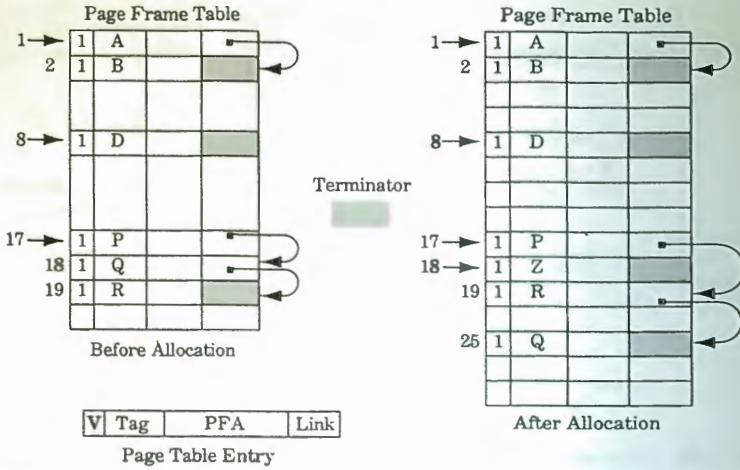 Page Frame Table
1 1 A
2 1 B
8 1 D
17 1 P
18 1 Q
19 1 R
Before Allocation
Terminator
V Tag PFA Link
Page Table Entry
Page Frame Table
1 1 A
2 1 B
8 1 D
17 1 P
18 1 Z
19 1 R
25 1 Q
After Allocation